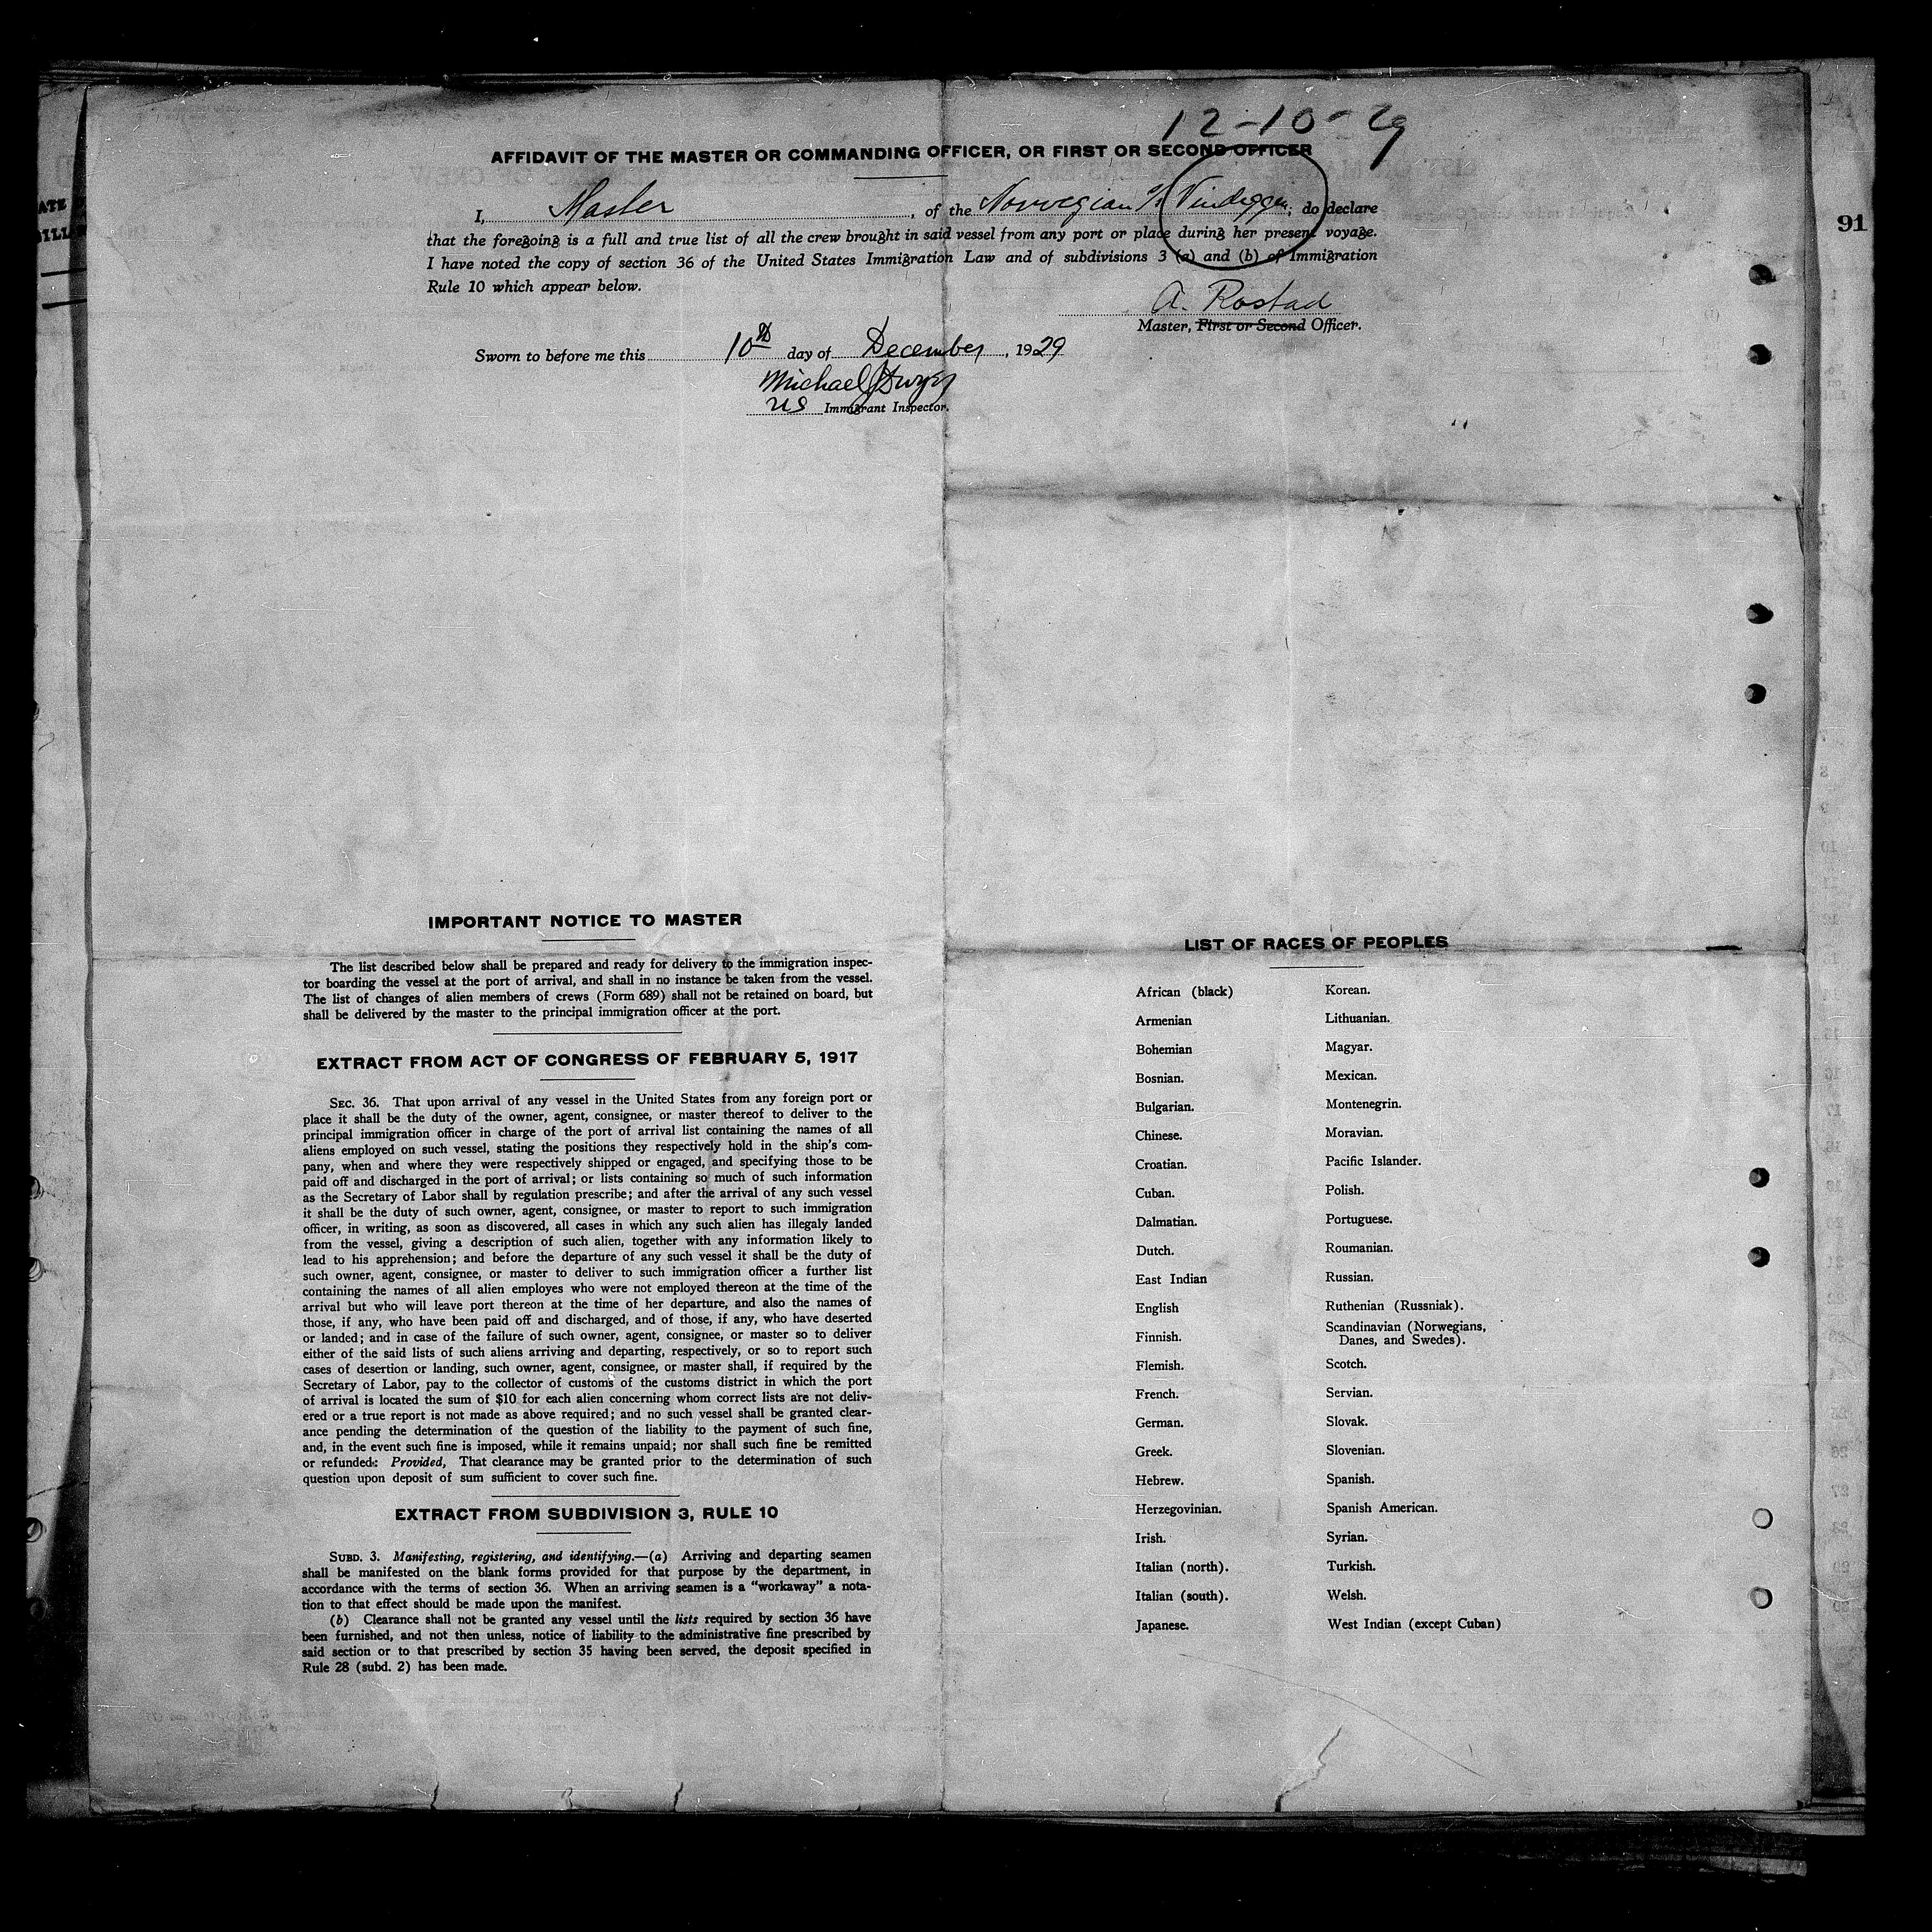 12-10-29
AFFIDAVIT OF THE MASTER OR COMMANDING OFFICER, OR FIRST OR SECOND OFFICER
I, Master, of the Norwegian Vindeggen; do declare
that the foregoing is a full and true list of all the crew brought in said vessel from any port or place during her present voyage.
I have noted the copy of section 36 of the United States Immigration Law and of subdivisions 3 (a) and (b) of Immigration
Rule 10 which appear below.
A. Rostad
Master, First or Second Officer.
Sworn to before me this 10th day of December, 1929
Michael J Dwyer
US Immigrant Inspector.
91
IMPORTANT NOTICE TO MASTER
The list described below shall be prepared and ready for delivery to the immigration inspec-
tor boarding the vessel at the port of arrival, and shall in no instance be taken from the vessel.
The list of changes of alien members of crews (Form 689) shall not be retained on board, but
shall be delivered by the master to the principal immigration officer at the port.
EXTRACT FROM ACT OF CONGRESS OF FEBRUARY 5, 1917
SEC. 36. That upon arrival of any vessel in the United States from any foreign port or
place it shall be the duty of the owner, agent, consignee, or master thereof to deliver to the
principal immigration officer in charge of the port of arrival list containing the names of all
aliens employed on such vessel, stating the positions they respectively hold in the ship's com-
pany, when and where they were respectively shipped or engaged, and specifying those to be
paid off and discharged in the port of arrival; or lists containing so much of such information
as the Secretary of Labor shall by regulation prescribe; and after the arrival of any such vessel
it shall be the duty of such owner, agent, consignee, or master to report to such immigration
officer, in writing, as soon as discovered, all cases in which any such alien has illegaly landed
from the vessel, giving a description of such alien, together with any information likely to
lead to his apprehension; and before the departure of any such vessel it shall be the duty of
such owner, agent, consignee, or master to deliver to such immigration officer a further list
containing the names of all alien employes who were not employed thereon at the time of the
arrival but who will leave port thereon at the time of her departure, and also the names of
those, if any, who have been paid off and discharged, and of those, if any, who have deserted
or landed; and in case of the failure of such owner, agent, consignee, or master so to deliver
either of the said lists of such aliens arriving and departing, respectively, or so to report such
cases of desertion or landing, such owner, agent, consignee, or master shall, if required by the
Secretary of Labor, pay to the collector of customs of the customs district in which the port
of arrival is located the sum of $10 for each alien concerning whom correct lists are not deliv-
ered or a true report is not made as above required; and no such vessel shall be granted clear-
ance pending the determination of the question of the liability to the payment of such fine,
and, in the event such fine is imposed, while it remains unpaid; nor shall such fine be remitted
or refunded: Provided, That clearance may be granted prior to the determination of such
question upon deposit of sum sufficient to cover such fine.
EXTRACT FROM SUBDIVISION 3, RULE 10
SUBD. 3. Manifesting, registering, and identifying.—(a) Arriving and departing seamen
shall be manifested on the blank forms provided for that purpose by the department, in
accordance with the terms of section 36. When an arriving seamen is a "workaway" a nota-
tion to that effect should be made upon the manifest.
(b) Clearance shall not be granted any vessel until the lists required by section 36 have
been furnished, and not then unless, notice of liability to the administrative fine prescribed by
said section or to that prescribed by section 35 having been served, the deposit specified in
Rule 28 (subd. 2) has been made.
LIST OF RACES OF PEOPLES
African (black)
Armenian
Bohemian
Bosnian.
Bulgarian.
Chinese.
Croatian.
Cuban.
Dalmatian.
Dutch.
East Indian
English
Finnish.
Flemish.
French.
German.
Greek.
Hebrew.
Herzegovinian.
Irish.
Italian (north).
Italian (south).
Japanese.
Korean.
Lithuanian.
Magyar.
Mexican.
Montenegrin.
Moravian.
Pacific Islander.
Polish.
Portuguese.
Roumanian.
Russian.
Ruthenian (Russniak).
Scandinavian (Norwegians,
Danes, and Swedes).
Scotch.
Servian.
Slovak.
Slovenian.
Spanish.
Spanish American.
Syrian.
Turkish.
Welsh.
West Indian (except Cuban)